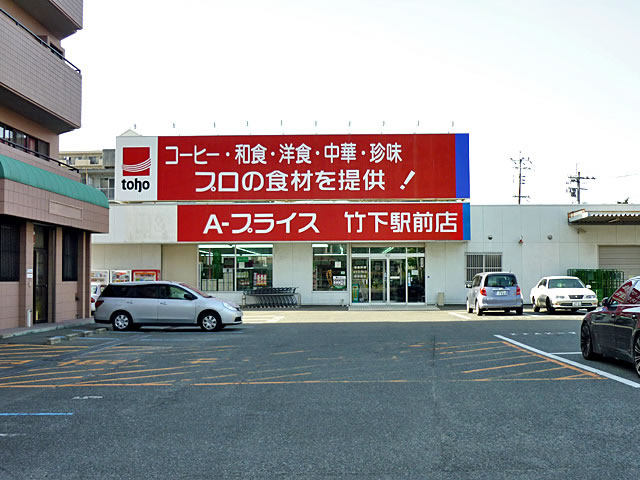 コーヒー・和食・洋食・中華・珍味
プロの食材を提供！
toho
A-プライス 竹下駅前店